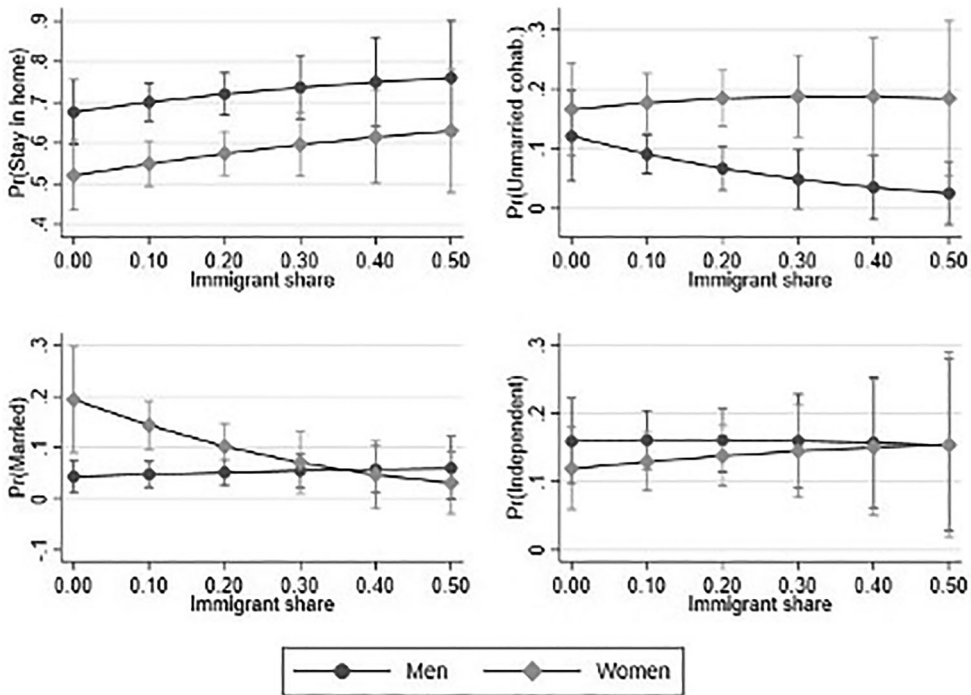 Pr(Stay in home)
.9
.8
.7
.6
.5
.4
0.00 0.10 0.20 0.30 0.40 0.50
Immigrant share
Pr(Unmarried cohab.)
.3
.2
.1
0
0.00 0.10 0.20 0.30 0.40 0.50
Immigrant share
Pr(Married)
.3
.2
.1
0
-.1
0.00 0.10 0.20 0.30 0.40 0.50
Immigrant share
Pr(Independent)
.3
.2
.1
0
0.00 0.10 0.20 0.30 0.40 0.50
Immigrant share
Men Women